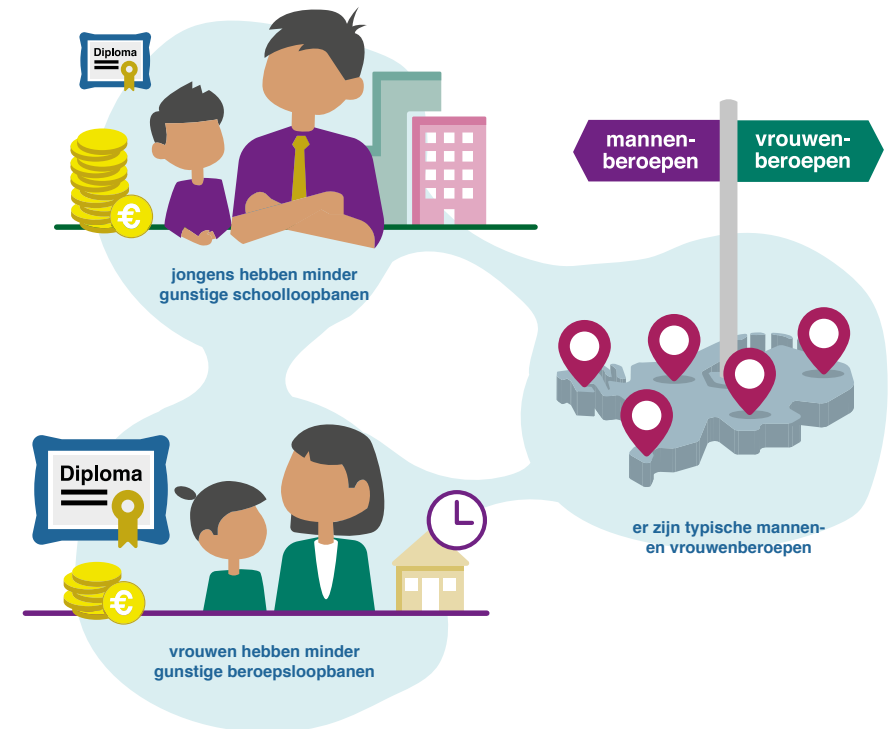 Diploma
€
jongens hebben minder
gunstige schoolloopbanen
mannen-
beroepen
vrouwen-
beroepen
Diploma
€
vrouwen hebben minder
gunstige beroepsloopbanen
er zijn typische mannen-
en vrouwenberoepen